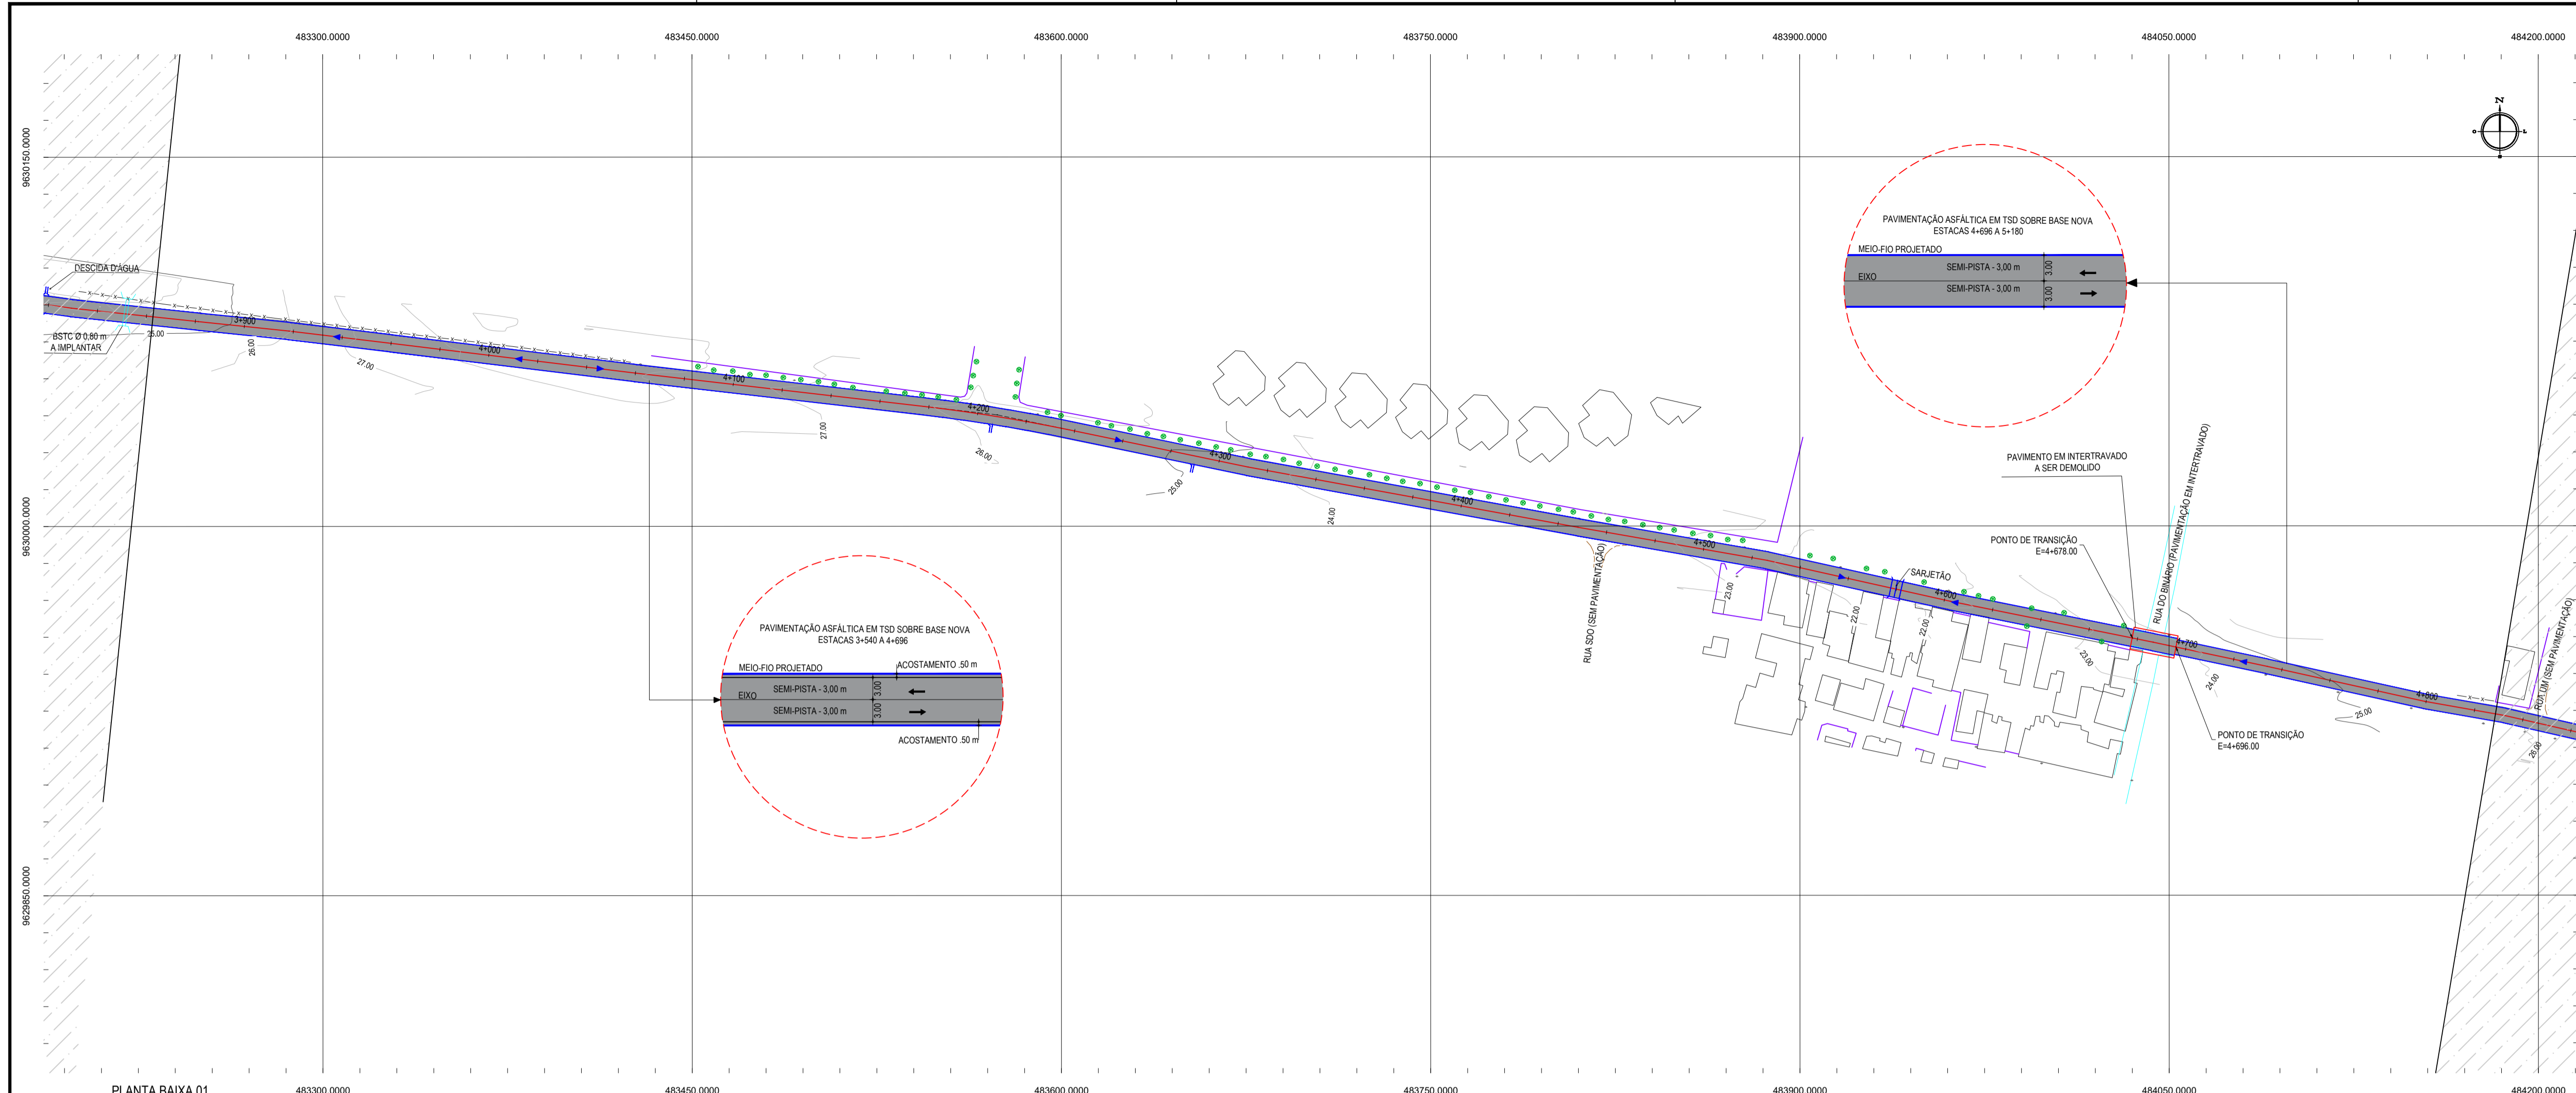 483300.0000
483450.0000
483600.0000
483750.0000
483900.0000
484050.0000
484200.0000
9630150.0000
9630000.0000
9629850.0000
N
O
L
DESCIDA D'ÁGUA
BSTC Ø 0,80 m
A IMPLANTAR
25.00
3+900
26.00
27.00
4+000
4+100
27.00
4+200
26.00
25.00
4+300
24.00
4+400
4+500
RUA SDO (SEM PAVIMENTAÇÃO)
23.00
22.00
SARJETÃO
4+600
22.00
23.00
PAVIMENTO EM INTERTRAVADO
A SER DEMOLIDO
PONTO DE TRANSIÇÃO
E=4+678.00
RUA DO BINÁRIO (PAVIMENTAÇÃO EM INTERTRAVADO)
4+700
24.00
PONTO DE TRANSIÇÃO
E=4+696.00
25.00
4+800
RUA UM (SEM PAVIMENTAÇÃO)
26.00
PAVIMENTAÇÃO ASFÁLTICA EM TSD SOBRE BASE NOVA
ESTACAS 4+696 A 5+180
MEIO-FIO PROJETADO
SEMI-PISTA - 3,00 m
3.00
EIXO
SEMI-PISTA - 3,00 m
3.00
PAVIMENTAÇÃO ASFÁLTICA EM TSD SOBRE BASE NOVA
ESTACAS 3+540 A 4+696
MEIO-FIO PROJETADO
ACOSTAMENTO .50 m
SEMI-PISTA - 3,00 m
3.00
EIXO
SEMI-PISTA - 3,00 m
3.00
ACOSTAMENTO .50 m
PLANTA BAIXA 01
483300.0000
483450.0000
483600.0000
483750.0000
483900.0000
484050.0000
484200.0000